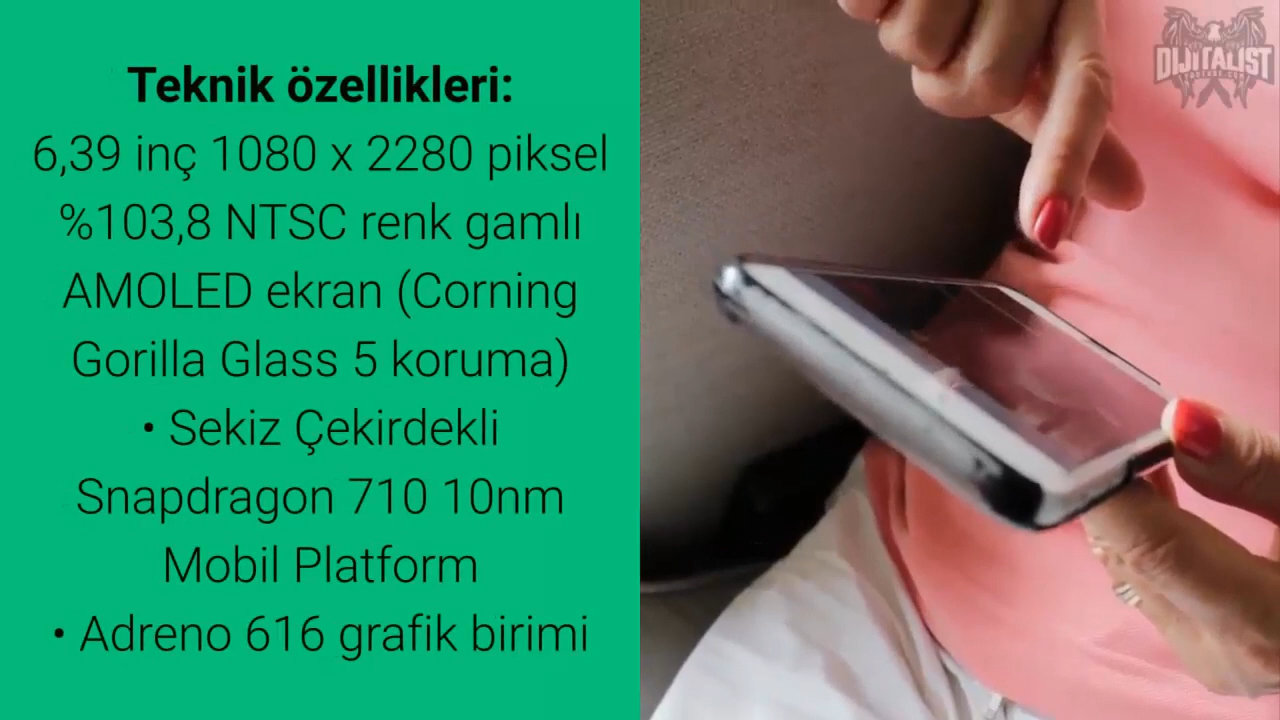 Teknik özellikleri:
6,39 inç 1080 x 2280 piksel
%103,8 NTSC renk gamlı
AMOLED ekran (Corning
Gorilla Glass 5 koruma)
• Sekiz Çekirdekli
Snapdragon 710 10nm
Mobil Platform
• Adreno 616 grafik birimi
DIJITALIST